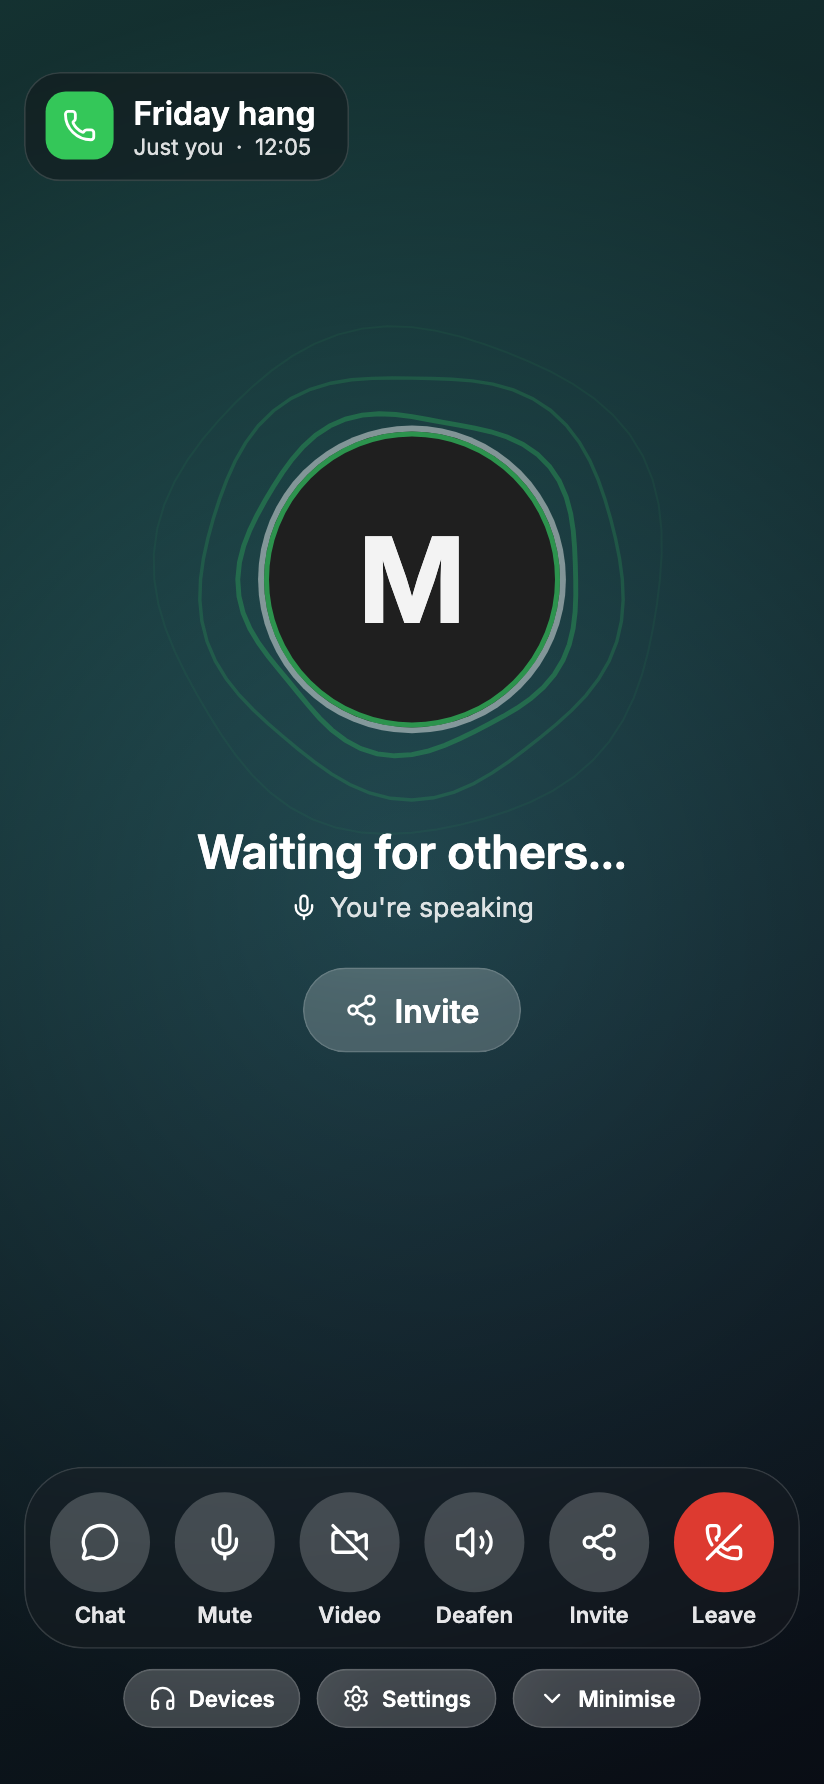 Friday hang
Just you · 12:05
M
Waiting for others...
You're speaking
Invite
Chat Mute Video Deafen Invite Leave
Devices Settings Minimise